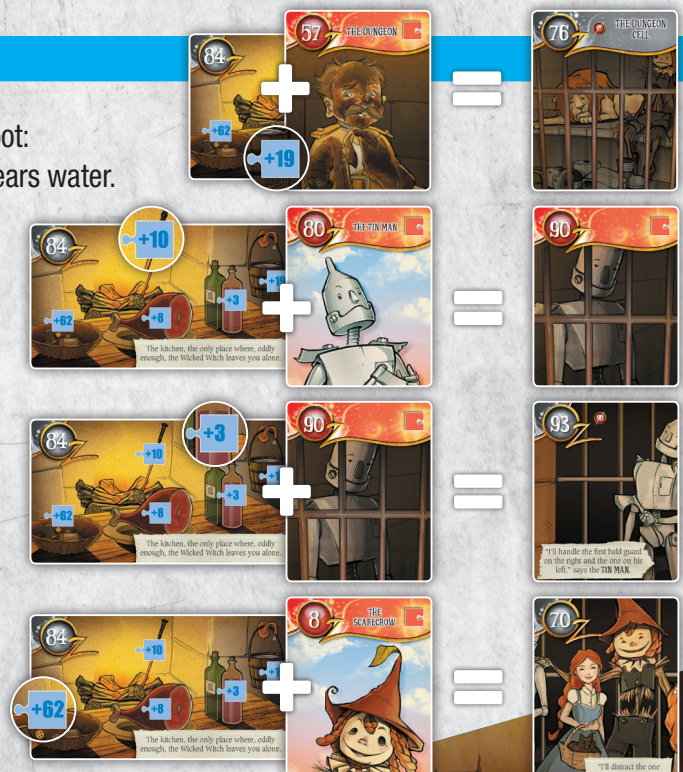 ot:
ears water.
84
+62
+19
57
THE DUNGEON
76
THE DUNGEON
CELL
84
+10
+62
+8
+3
The kitchen, the only place where, oddly
enough, the Wicked Witch leaves you alone.
80
THE TIN MAN
90
84
+3
+10
+62
+8
+3
The kitchen, the only place where, oddly
enough, the Wicked Witch leaves you alone.
90
93
90
"I'll handle the first bald guard
on the right and the one on his
left," says the TIN MAN.
84
+10
+62
+8
+3
The kitchen, the only place where, oddly
enough, the Wicked Witch leaves you alone.
8
THE
SCARECROW
70
"I'll distract the one